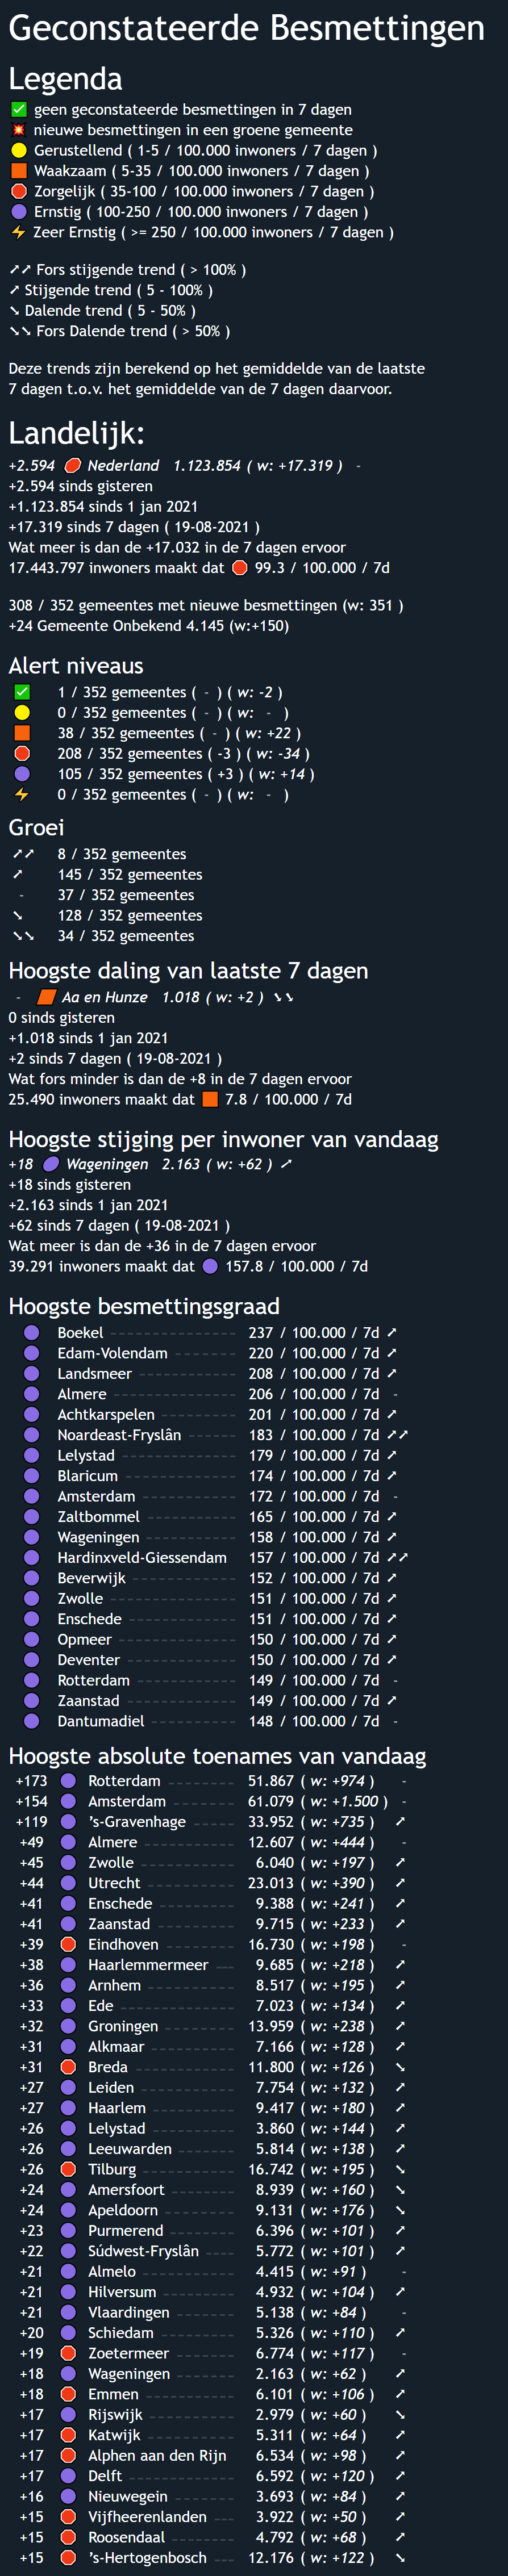 Geconstateerde Besmettingen
Legenda
✅ geen geconstateerde besmettingen in 7 dagen
💥 nieuwe besmettingen in een groene gemeente
Gerustellend ( 1-5 / 100.000 inwoners / 7 dagen )
Waakzaam ( 5-35 / 100.000 inwoners / 7 dagen )
Zorgelijk ( 35-100 / 100.000 inwoners / 7 dagen )
Ernstig ( 100-250 / 100.000 inwoners / 7 dagen )
⚡ Zeer Ernstig ( >= 250 / 100.000 inwoners / 7 dagen )
➚➚ Fors stijgende trend ( > 100% )
➚ Stijgende trend ( 5 - 100% )
➘ Dalende trend ( 5 - 50% )
➘➘ Fors Dalende trend ( > 50% )
Deze trends zijn berekend op het gemiddelde van de laatste
7 dagen t.o.v. het gemiddelde van de 7 dagen daarvoor.
Landelijk:
+2.594 Nederland 1.123.854 ( w: +17.319 ) -
+2.594 sinds gisteren
+1.123.854 sinds 1 jan 2021
+17.319 sinds 7 dagen ( 19-08-2021 )
Wat meer is dan de +17.032 in de 7 dagen ervoor
17.443.797 inwoners maakt dat 99.3 / 100.000 / 7d
308 / 352 gemeentes met nieuwe besmettingen (w: 351 )
+24 Gemeente Onbekend 4.145 (w:+150)
Alert niveaus
✅ 1 / 352 gemeentes ( - ) ( w: -2 )
0 / 352 gemeentes ( - ) ( w: - )
38 / 352 gemeentes ( - ) ( w: +22 )
208 / 352 gemeentes ( -3 ) ( w: -34 )
105 / 352 gemeentes ( +3 ) ( w: +14 )
⚡ 0 / 352 gemeentes ( - ) ( w: - )
Groei
➚➚ 8 / 352 gemeentes
➚ 145 / 352 gemeentes
- 37 / 352 gemeentes
➘ 128 / 352 gemeentes
➘➘ 34 / 352 gemeentes
Hoogste daling van laatste 7 dagen
- Aa en Hunze 1.018 ( w: +2 ) ➘➘
0 sinds gisteren
+1.018 sinds 1 jan 2021
+2 sinds 7 dagen ( 19-08-2021 )
Wat fors minder is dan de +8 in de 7 dagen ervoor
25.490 inwoners maakt dat 7.8 / 100.000 / 7d
Hoogste stijging per inwoner van vandaag
+18 Wageningen 2.163 ( w: +62 ) ➚
+18 sinds gisteren
+2.163 sinds 1 jan 2021
+62 sinds 7 dagen ( 19-08-2021 )
Wat meer is dan de +36 in de 7 dagen ervoor
39.291 inwoners maakt dat 157.8 / 100.000 / 7d
Hoogste besmettingsgraad
Boekel 237 / 100.000 / 7d ➚
Edam-Volendam 220 / 100.000 / 7d ➚
Landsmeer 208 / 100.000 / 7d ➚
Almere 206 / 100.000 / 7d -
Achtkarspelen 201 / 100.000 / 7d ➚
Noardeast-Fryslân 183 / 100.000 / 7d ➚➚
Lelystad 179 / 100.000 / 7d ➚
Blaricum 174 / 100.000 / 7d ➚
Amsterdam 172 / 100.000 / 7d -
Zaltbommel 165 / 100.000 / 7d ➚
Wageningen 158 / 100.000 / 7d ➚
Hardinxveld-Giessendam 157 / 100.000 / 7d ➚➚
Beverwijk 152 / 100.000 / 7d ➚
Zwolle 151 / 100.000 / 7d ➚
Enschede 151 / 100.000 / 7d ➚
Opmeer 150 / 100.000 / 7d ➚
Deventer 150 / 100.000 / 7d ➚
Rotterdam 149 / 100.000 / 7d -
Zaanstad 149 / 100.000 / 7d ➚
Dantumadiel 148 / 100.000 / 7d -
Hoogste absolute toenames van vandaag
+173 Rotterdam 51.867 ( w: +974 ) -
+154 Amsterdam 61.079 ( w: +1.500 ) -
+119 ’s-Gravenhage 33.952 ( w: +735 ) ➚
+49 Almere 12.607 ( w: +444 ) -
+45 Zwolle 6.040 ( w: +197 ) ➚
+44 Utrecht 23.013 ( w: +390 ) ➚
+41 Enschede 9.388 ( w: +241 ) ➚
+41 Zaanstad 9.715 ( w: +233 ) ➚
+39 Eindhoven 16.730 ( w: +198 ) -
+38 Haarlemmermeer 9.685 ( w: +218 ) ➚
+36 Arnhem 8.517 ( w: +195 ) ➚
+33 Ede 7.023 ( w: +134 ) ➚
+32 Groningen 13.959 ( w: +238 ) ➚
+31 Alkmaar 7.166 ( w: +128 ) ➚
+31 Breda 11.800 ( w: +126 ) ➘
+27 Leiden 7.754 ( w: +132 ) ➚
+27 Haarlem 9.417 ( w: +180 ) ➚
+26 Lelystad 3.860 ( w: +144 ) ➚
+26 Leeuwarden 5.814 ( w: +138 ) ➚
+26 Tilburg 16.742 ( w: +195 ) ➘
+24 Amersfoort 8.939 ( w: +160 ) ➘
+24 Apeldoorn 9.131 ( w: +176 ) ➘
+23 Purmerend 6.396 ( w: +101 ) ➚
+22 Súdwest-Fryslân 5.772 ( w: +101 ) ➚
+21 Almelo 4.415 ( w: +91 ) -
+21 Hilversum 4.932 ( w: +104 ) ➚
+21 Vlaardingen 5.138 ( w: +84 ) -
+20 Schiedam 5.326 ( w: +110 ) ➚
+19 Zoetermeer 6.774 ( w: +117 ) -
+18 Wageningen 2.163 ( w: +62 ) ➚
+18 Emmen 6.101 ( w: +106 ) ➚
+17 Rijswijk 2.979 ( w: +60 ) ➘
+17 Katwijk 5.311 ( w: +64 ) ➚
+17 Alphen aan den Rijn 6.534 ( w: +98 ) ➚
+17 Delft 6.592 ( w: +120 ) ➚
+16 Nieuwegein 3.693 ( w: +84 ) ➚
+15 Vijfheerenlanden 3.922 ( w: +50 ) ➚
+15 Roosendaal 4.792 ( w: +68 ) ➚
+15 ’s-Hertogenbosch 12.176 ( w: +122 ) ➘